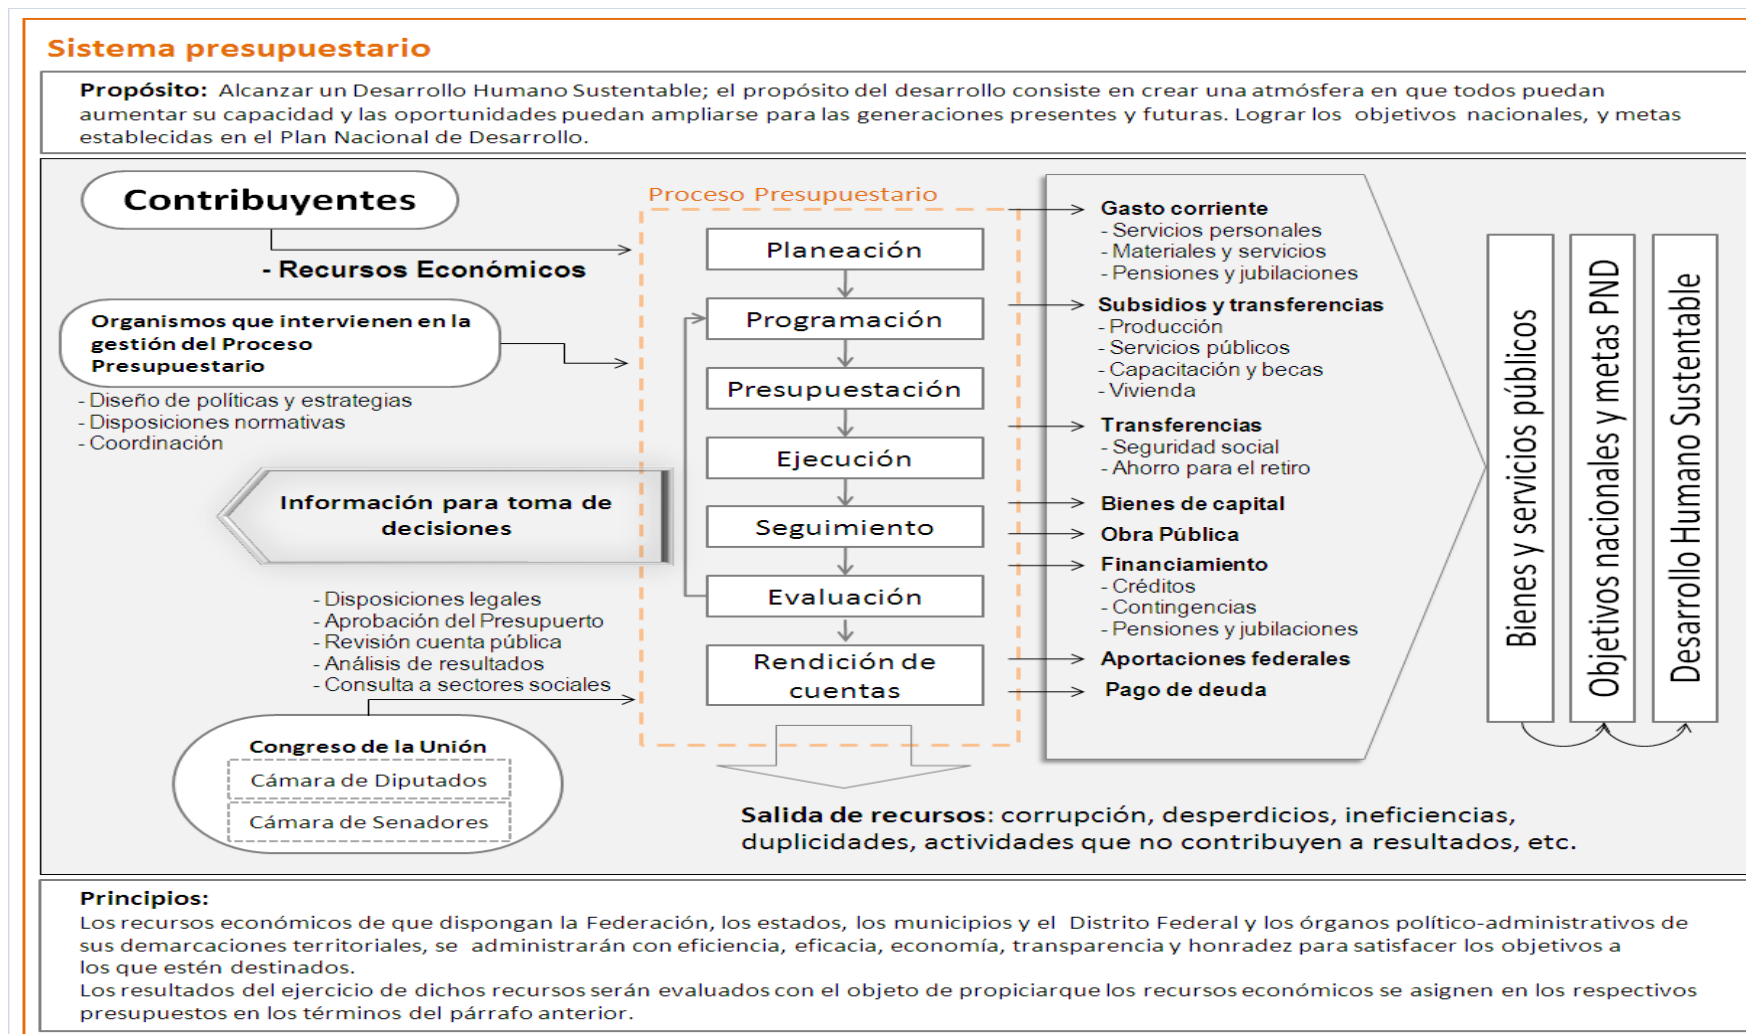 Sistema presupuestario
Propósito: Alcanzar un Desarrollo Humano Sustentable; el propósito del desarrollo consiste en crear una atmósfera en que todos puedan
aumentar su capacidad y las oportunidades puedan ampliarse para las generaciones presentes y futuras. Lograr los objetivos nacionales, y metas
establecidas en el Plan Nacional de Desarrollo.
Contribuyentes
- Recursos Económicos
Organismos que intervienen en la
gestión del Proceso
Presupuestario
- Diseño de políticas y estrategias
- Disposiciones normativas
- Coordinación
Información para toma de
decisiones
- Disposiciones legales
- Aprobación del Presupuerto
- Revisión cuenta pública
- Análisis de resultados
- Consulta a sectores sociales
Congreso de la Unión
Cámara de Diputados
Cámara de Senadores
Proceso Presupuestario
Planeación
Programación
Presupuestación
Ejecución
Seguimiento
Evaluación
Rendición de
cuentas
Gasto corriente
- Servicios personales
- Materiales y servicios
- Pensiones y jubilaciones
Subsidios y transferencias
- Producción
- Servicios públicos
- Capacitación y becas
- Vivienda
Transferencias
- Seguridad social
- Ahorro para el retiro
Bienes de capital
Obra Pública
Financiamiento
- Créditos
- Contingencias
- Pensiones y jubilaciones
Aportaciones federales
Pago de deuda
Bienes y servicios públicos
Objetivos nacionales y metas PND
Desarrollo Humano Sustentable
Salida de recursos: corrupción, desperdicios, ineficiencias,
duplicidades, actividades que no contribuyen a resultados, etc.
Principios:
Los recursos económicos de que dispongan la Federación, los estados, los municipios y el Distrito Federal y los órganos político-administrativos de
sus demarcaciones territoriales, se administrarán con eficiencia, eficacia, economía, transparencia y honradez para satisfacer los objetivos a
los que estén destinados.
Los resultados del ejercicio de dichos recursos serán evaluados con el objeto de propiciarque los recursos económicos se asignen en los respectivos
presupuestos en los términos del párrafo anterior.